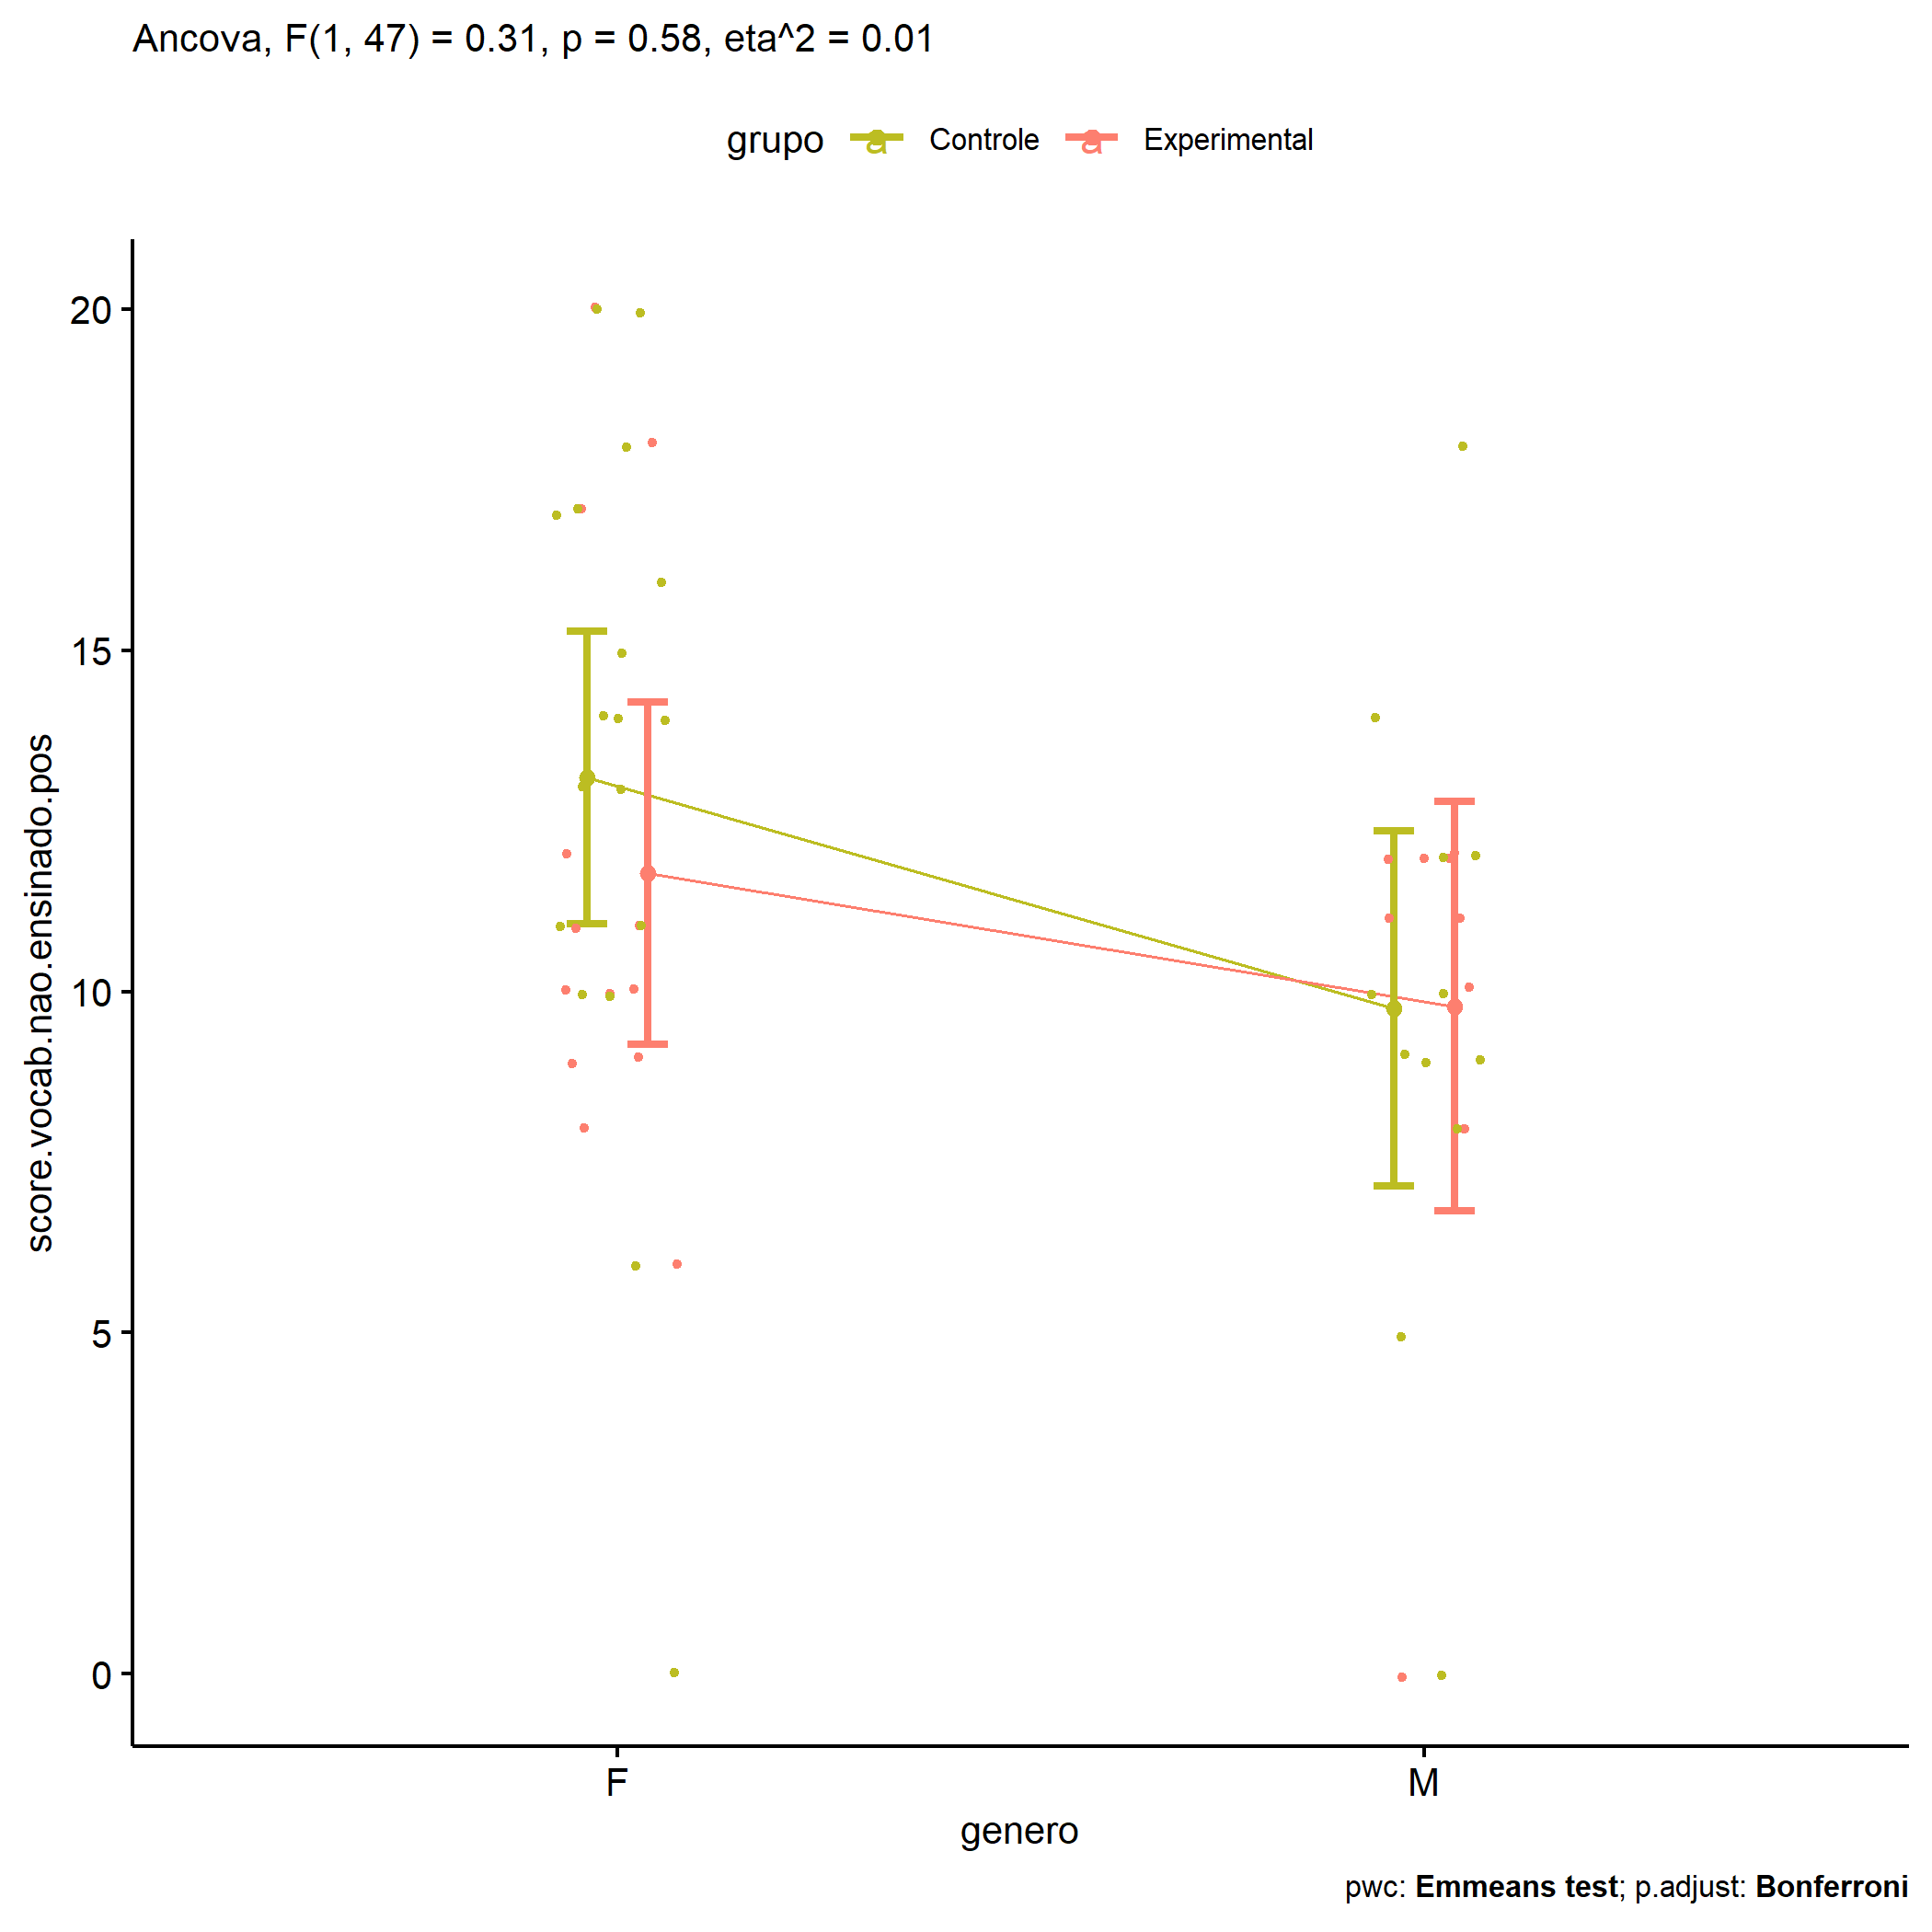 Ancova, F(1, 47) = 0.31, p = 0.58, eta^2 = 0.01
grupo a Controle a Experimental
20
15
10
5
0
score.vocab.nao.ensinado.pos
F M
genero
pwc: Emmeans test; p.adjust: Bonferroni